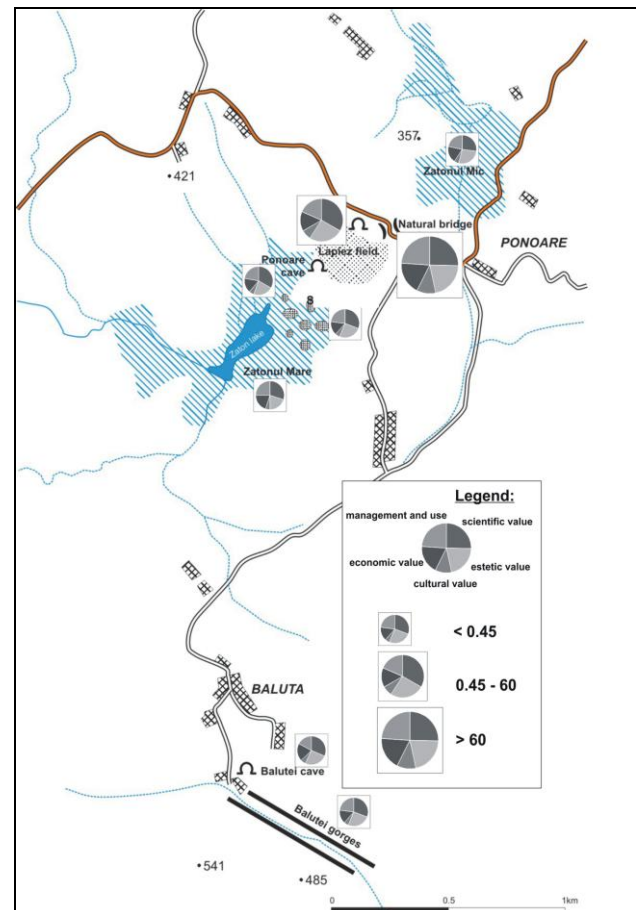 357
Zatonul Mic
421
Natural bridge
PONOARE
Lapiez field.
Ponoare
cave
8
Zaton lake
Zatonul Mare
Legend:
management and use
scientific value
economic value
estetic value
cultural value
< 0.45
0.45 - 60
> 60
BALUTA
Balutei cave
Balutei gorges
541
485
0
0.5
1km